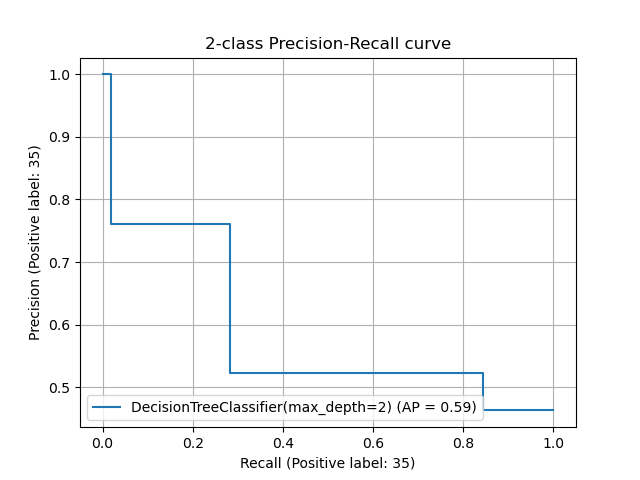 2-class Precision-Recall curve
Precision (Positive label: 35)
1.0
0.9
0.8
0.7
0.6
0.5
DecisionTreeClassifier(max_depth=2) (AP = 0.59)
0.0 0.2 0.4 0.6 0.8 1.0
Recall (Positive label: 35)